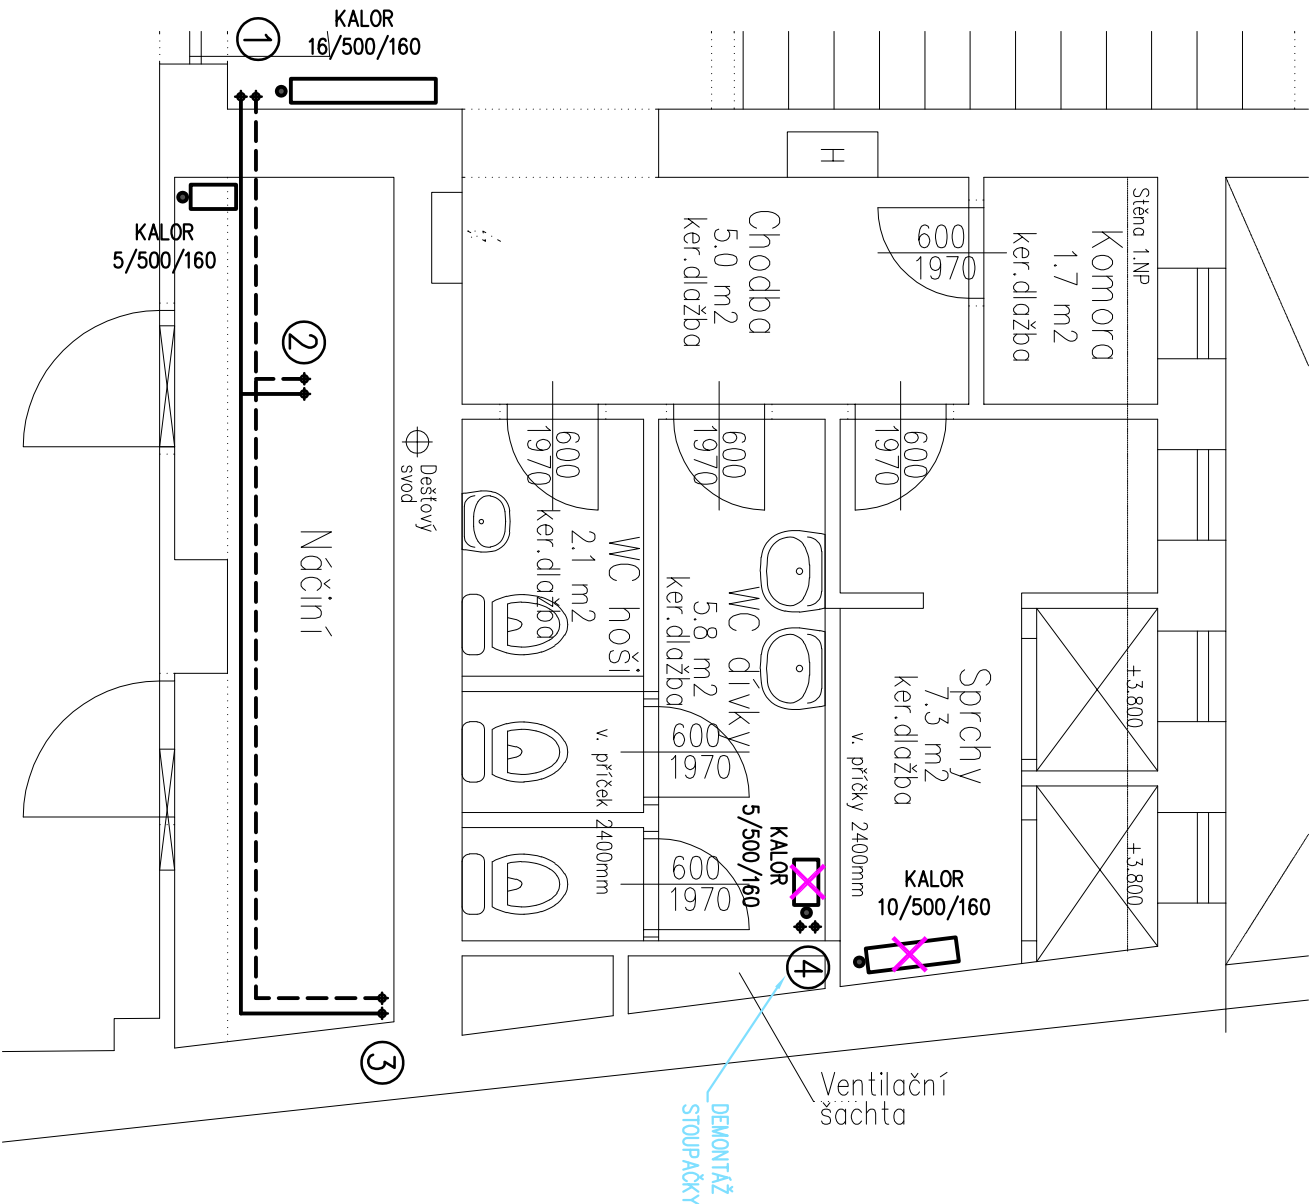 1
KALOR
16/500/160
KALOR
5/500/160
2
H
Stěna 1.NP
Komora
1.7 m2
ker.dlažba
Chodba
5.0 m2
ker.dlažba
600
1970
600
1970
600
1970
600
1970
Dešťový
svod
Náčiní
WC hoši
2.1 m2
ker.dlažba
WC dívky
5.8 m2
ker.dlažba
Sprchy
7.3 m2
ker.dlažba
+3.800
+3.800
v. příček 2400mm
v. příčky 2400mm
600
1970
600
1970
KALOR
5/500/160
KALOR
10/500/160
4
3
Ventilační
šachta
DEMONTÁŽ
STOUPAČKY